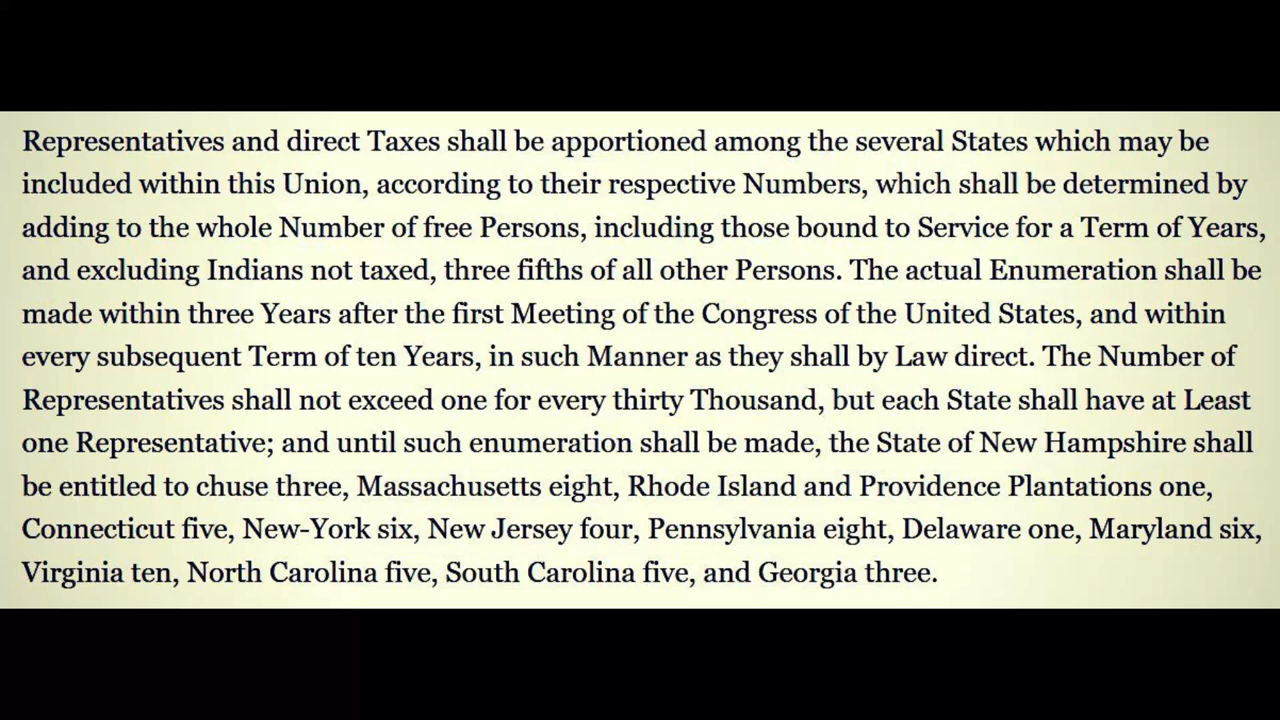 Representatives and direct Taxes shall be apportioned among the several States which may be
included within this Union, according to their respective Numbers, which shall be determined by
adding to the whole Number of free Persons, including those bound to Service for a Term of Years,
and excluding Indians not taxed, three fifths of all other Persons. The actual Enumeration shall be
made within three Years after the first Meeting of the Congress of the United States, and within
every subsequent Term of ten Years, in such Manner as they shall by Law direct. The Number of
Representatives shall not exceed one for every thirty Thousand, but each State shall have at Least
one Representative; and until such enumeration shall be made, the State of New Hampshire shall
be entitled to chuse three, Massachusetts eight, Rhode Island and Providence Plantations one,
Connecticut five, New-York six, New Jersey four, Pennsylvania eight, Delaware one, Maryland six,
Virginia ten, North Carolina five, South Carolina five, and Georgia three.